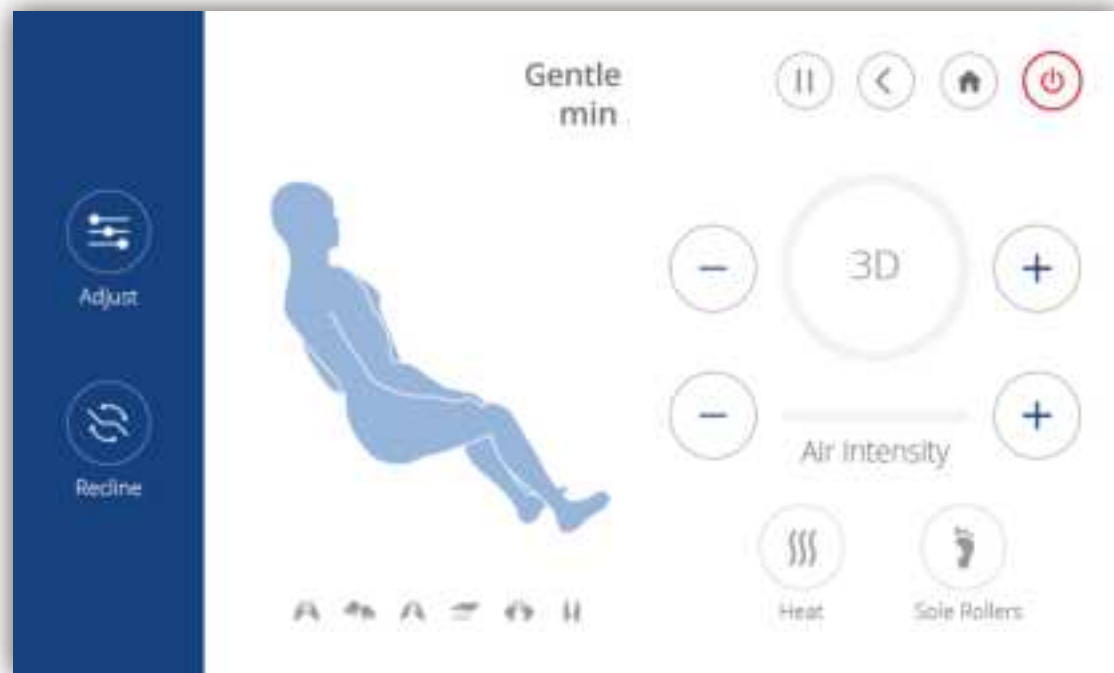 Gentle
min
Adjust
3D
Air Intensity
Recline
Heat
Sole Rollers